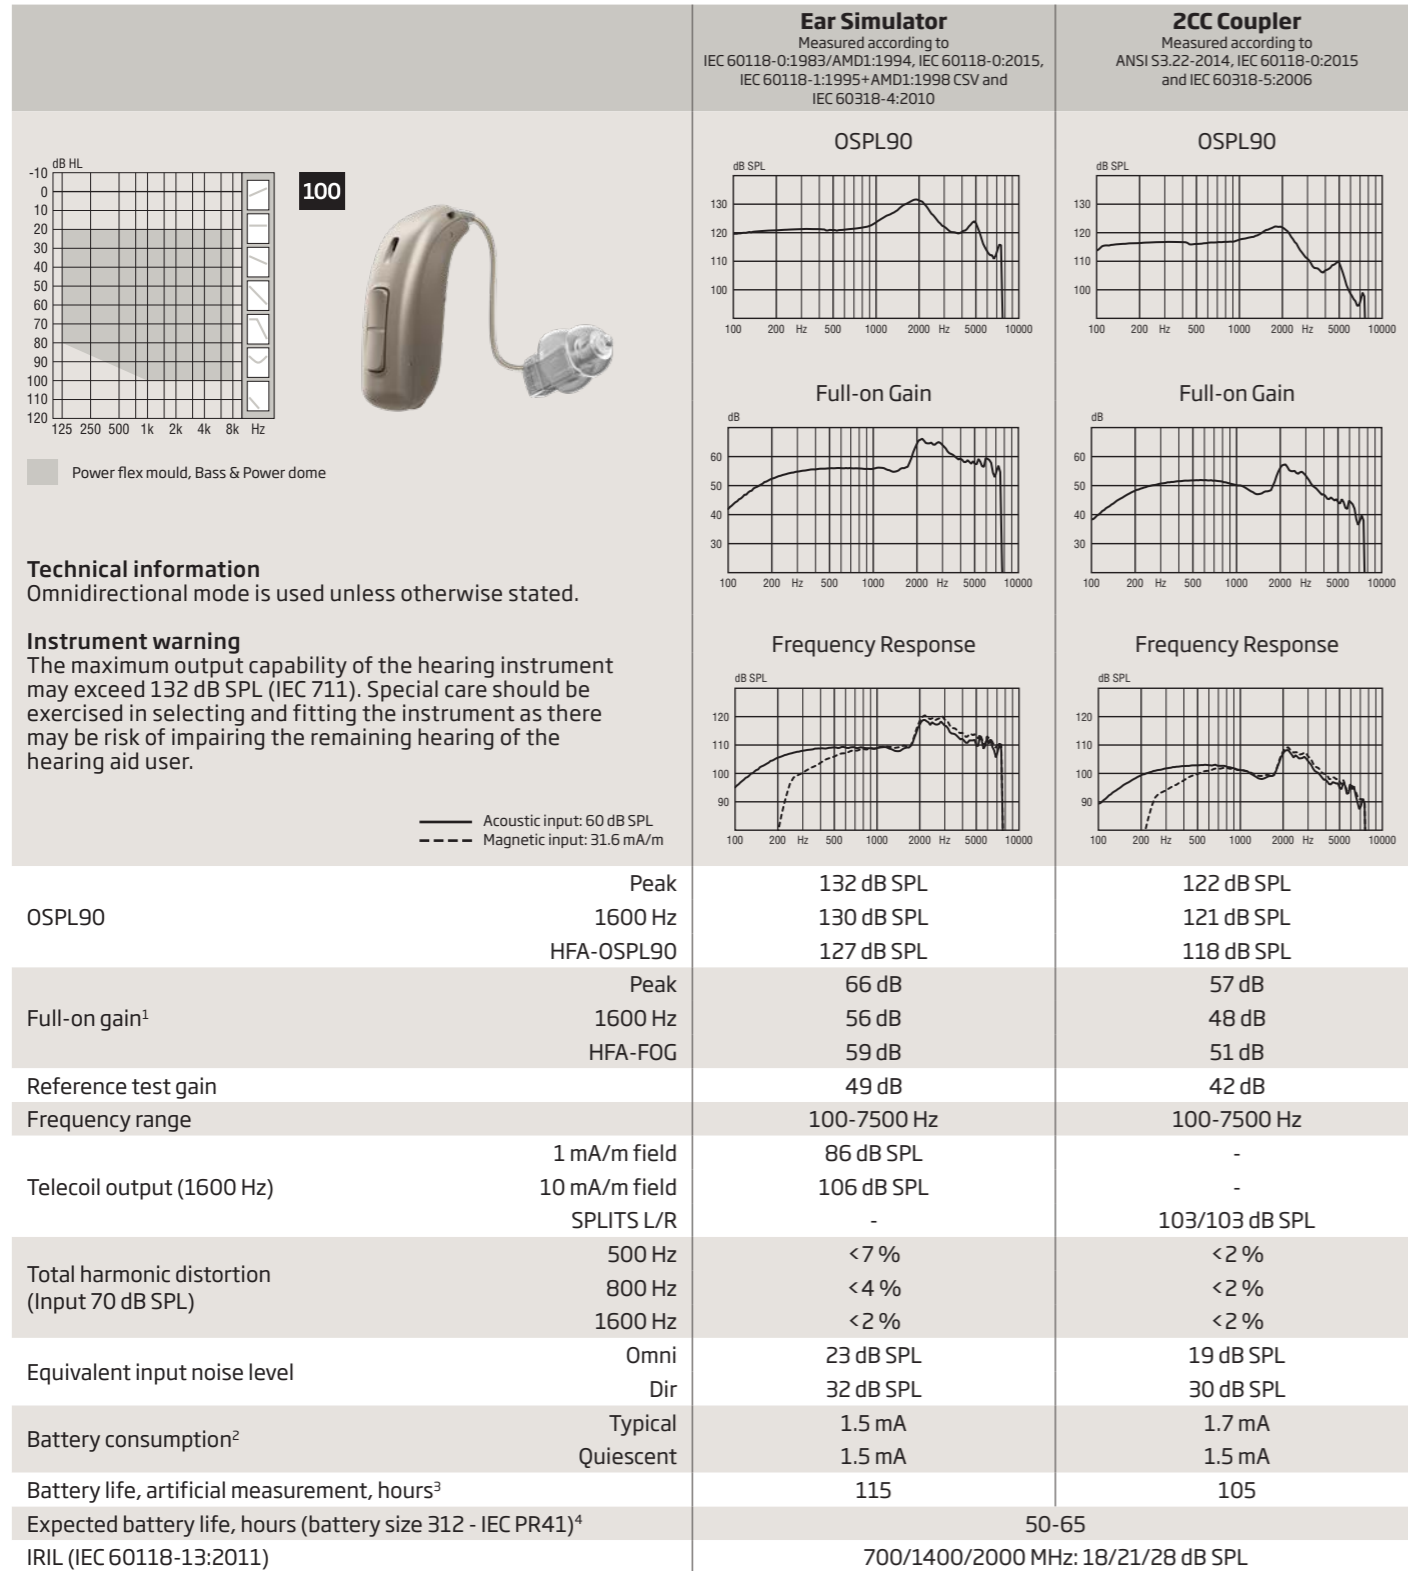 Ear Simulator
Measured according to
IEC 60118-0:1983/AMD1:1994, IEC 60118-0:2015,
IEC 60118-1:1995+AMD1:1998 CSV and
IEC 60318-4:2010
2CC Coupler
Measured according to
ANSI S3.22-2014, IEC 60118-0:2015
and IEC 60318-5:2006
dB HL
-10
0
10
20
30
40
50
60
70
80
90
100
110
120
125 250 500 1k 2k 4k 8k Hz
100
Power flex mould, Bass & Power dome
Technical information
Omnidirectional mode is used unless otherwise stated.
Instrument warning
The maximum output capability of the hearing instrument
may exceed 132 dB SPL (IEC 711). Special care should be
exercised in selecting and fitting the instrument as there
may be risk of impairing the remaining hearing of the
hearing aid user.
Acoustic input: 60 dB SPL
Magnetic input: 31.6 mA/m
OSPL90
dB SPL
130
120
110
100
100 200 Hz 500 1000 2000 Hz 5000 10000
Full-on Gain
dB
60
50
40
30
100 200 Hz 500 1000 2000 Hz 5000 10000
Frequency Response
dB SPL
120
110
100
90
100 200 Hz 500 1000 2000 Hz 5000 10000
OSPL90
dB SPL
130
120
110
100
100 200 Hz 500 1000 2000 Hz 5000 10000
Full-on Gain
dB
60
50
40
30
100 200 Hz 500 1000 2000 Hz 5000 10000
Frequency Response
dB SPL
120
110
100
90
100 200 Hz 500 1000 2000 Hz 5000 10000
OSPL90
Peak 132 dB SPL 122 dB SPL
1600 Hz 130 dB SPL 121 dB SPL
HFA-OSPL90 127 dB SPL 118 dB SPL
Full-on gain1
Peak 66 dB 57 dB
1600 Hz 56 dB 48 dB
HFA-FOG 59 dB 51 dB
Reference test gain 49 dB 42 dB
Frequency range 100-7500 Hz 100-7500 Hz
Telecoil output (1600 Hz)
1 mA/m field 86 dB SPL -
10 mA/m field 106 dB SPL -
SPLITS L/R - 103/103 dB SPL
Total harmonic distortion
(Input 70 dB SPL)
500 Hz <7 % <2 %
800 Hz <4 % <2 %
1600 Hz <2 % <2 %
Equivalent input noise level
Omni 23 dB SPL 19 dB SPL
Dir 32 dB SPL 30 dB SPL
Battery consumption2
Typical 1.5 mA 1.7 mA
Quiescent 1.5 mA 1.5 mA
Battery life, artificial measurement, hours3 115 105
Expected battery life, hours (battery size 312 - IEC PR41)4 50-65
IRIL (IEC 60118-13:2011) 700/1400/2000 MHz: 18/21/28 dB SPL